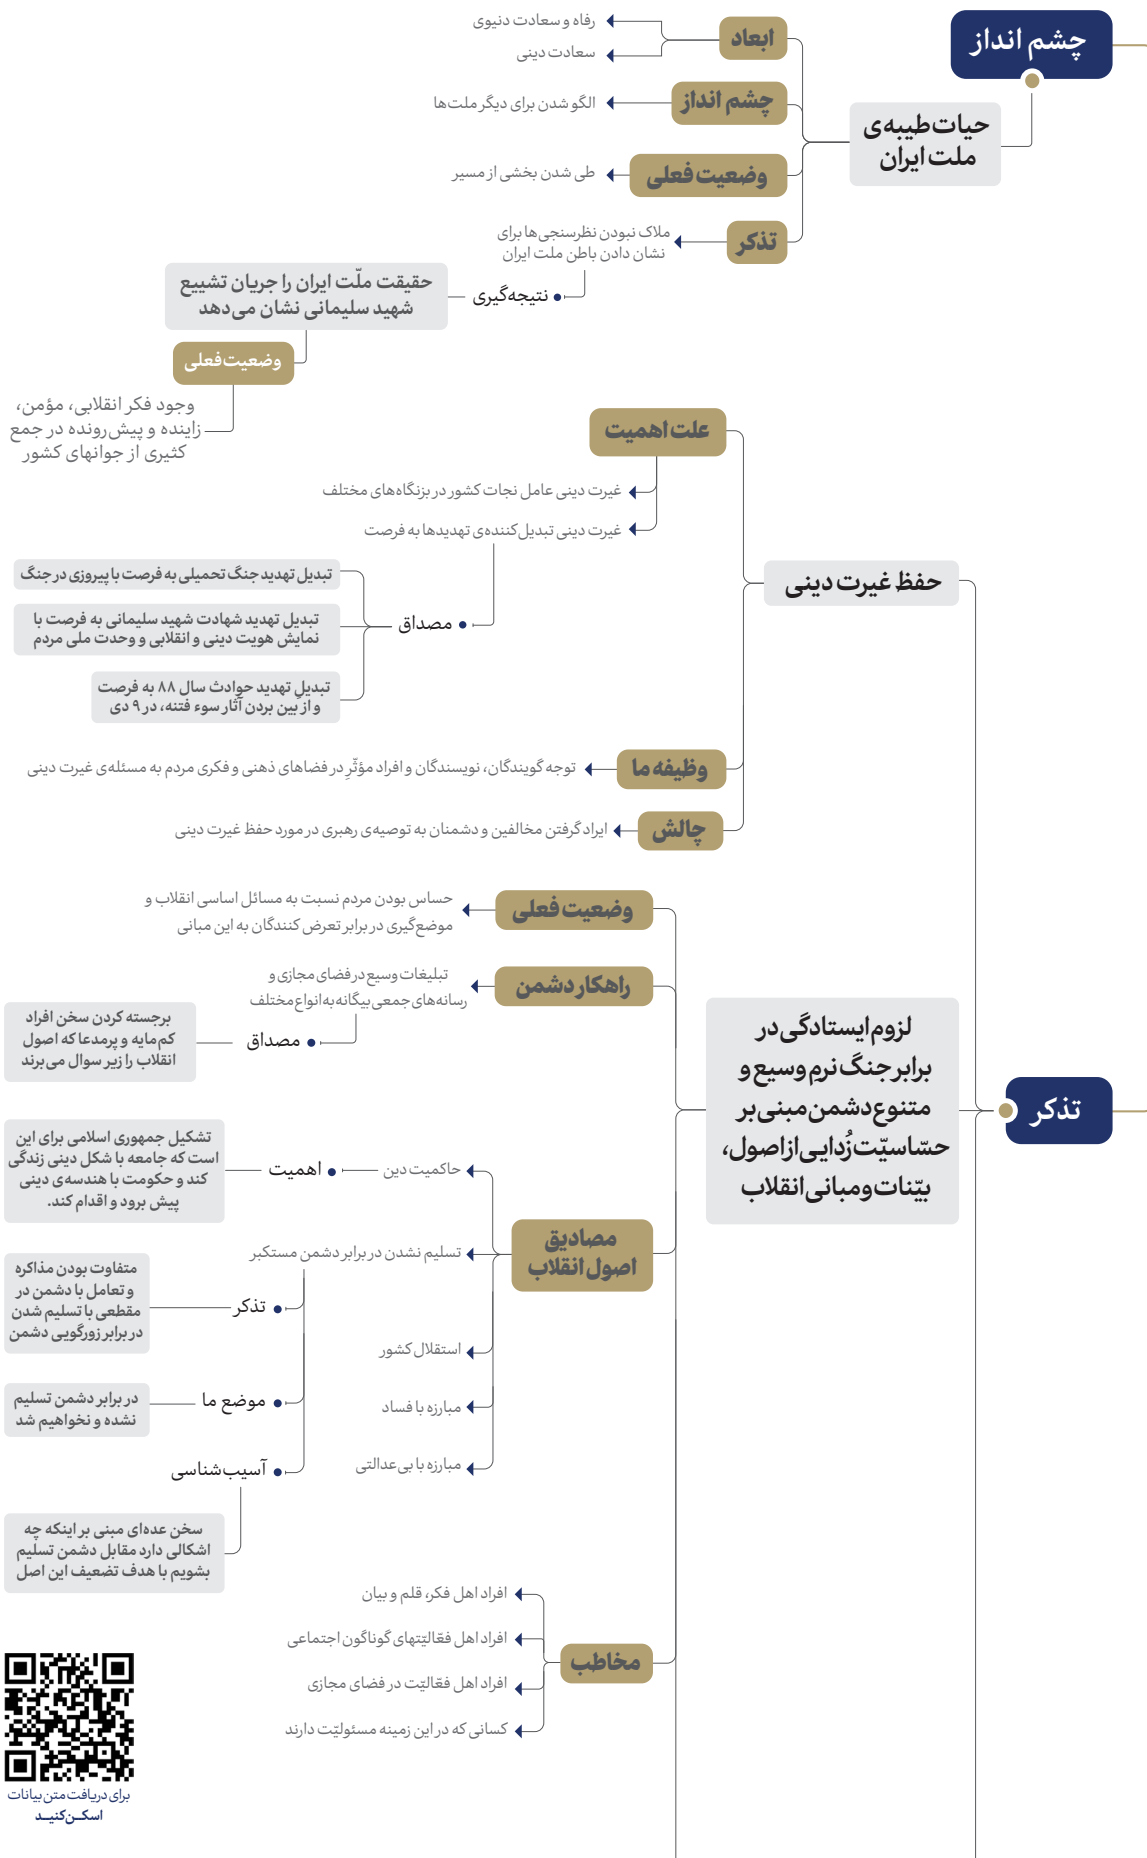 چشم انداز
حیات طیبه‌ی
ملت ایران
ابعاد
رفاه و سعادت دنیوی
سعادت دینی
چشم انداز
الگو شدن برای دیگر ملت‌ها
وضعیت فعلی
طی شدن بخشی از مسیر
تذکر
ملاک نبودن نظرسنجی‌ها برای
نشان دادن باطن ملت ایران
نتیجه‌گیری
حقیقت ملّت ایران را جریان تشییع
شهید سلیمانی نشان می‌دهد
وضعیت فعلی
وجود فکر انقلابی، مؤمن،
زاینده و پیش‌رونده در جمع
کثیری از جوانهای کشور
تذکر
حفظ غیرت دینی
علت اهمیت
غیرت دینی عامل نجات کشور در بزنگاه‌های مختلف
غیرت دینی تبدیل‌کننده‌ی تهدیدها به فرصت
مصداق
تبدیل تهدید جنگ تحمیلی به فرصت با پیروزی در جنگ
تبدیل تهدید شهادت شهید سلیمانی به فرصت با
نمایش هویت دینی و انقلابی و وحدت ملی مردم
تبدیلِ تهدید حوادث سال ۸۸ به فرصت
و از بین بردن آثار سوء فتنه، در ۹ دی
وظیفه ما
توجه گویندگان، نویسندگان و افراد مؤثّرِ در فضاهای ذهنی و فکری مردم به مسئله‌ی غیرت دینی
چالش
ایراد گرفتن مخالفین و دشمنان به توصیه‌ی رهبری در مورد حفظ غیرت دینی
لزوم ایستادگی در
برابر جنگ نرمِ وسیع و
متنوع دشمن مبنی بر
حسّاسیّت‌زُدایی از اصول،
بیّنات و مبانی انقلاب
وضعیت فعلی
حساس بودن مردم نسبت به مسائل اساسی انقلاب و
موضع‌گیری در برابر تعرض کنندگان به این مبانی
راهکار دشمن
تبلیغات وسیع در فضای مجازی و
رسانه‌های جمعی بیگانه به انواع مختلف
مصداق
برجسته کردن سخن افراد
کم‌مایه و پرمدعا که اصول
انقلاب را زیر سوال می‌برند
مصادیق
اصول انقلاب
حاکمیت دین
اهمیت
تشکیل جمهوری اسلامی برای این
است که جامعه با شکل دینی زندگی
کند و حکومت با هندسه‌ی دینی
پیش برود و اقدام کند.
تسلیم نشدن در برابر دشمن مستکبر
تذکر
متفاوت بودن مذاکره
و تعامل با دشمن در
مقطعی با تسلیم شدن
در برابر زورگویی دشمن
موضع ما
در برابر دشمن تسلیم
نشده و نخواهیم شد
آسیب‌شناسی
سخن عده‌ای مبنی بر اینکه چه
اشکالی دارد مقابل دشمن تسلیم
بشویم با هدف تضعیف این اصل
استقلال کشور
مبارزه با فساد
مبارزه با بی‌عدالتی
مخاطب
افراد اهل فکر، قلم و بیان
افراد اهل فعّالیّتهای گوناگون اجتماعی
افراد اهل فعّالیّت در فضای مجازی
کسانی که در این زمینه مسئولیّت دارند
برای دریافت متن بیانات
اسکـن کنیـد